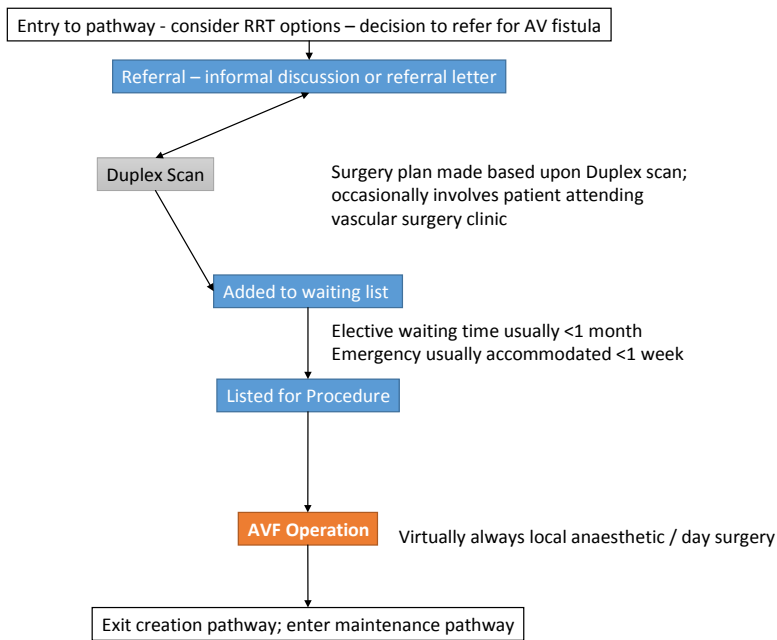 Entry to pathway - consider RRT options – decision to refer for AV fistula
Referral – informal discussion or referral letter
Duplex Scan
Surgery plan made based upon Duplex scan;
occasionally involves patient attending
vascular surgery clinic
Added to waiting list
Elective waiting time usually <1 month
Emergency usually accommodated <1 week
Listed for Procedure
AVF Operation
Virtually always local anaesthetic / day surgery
Exit creation pathway; enter maintenance pathway